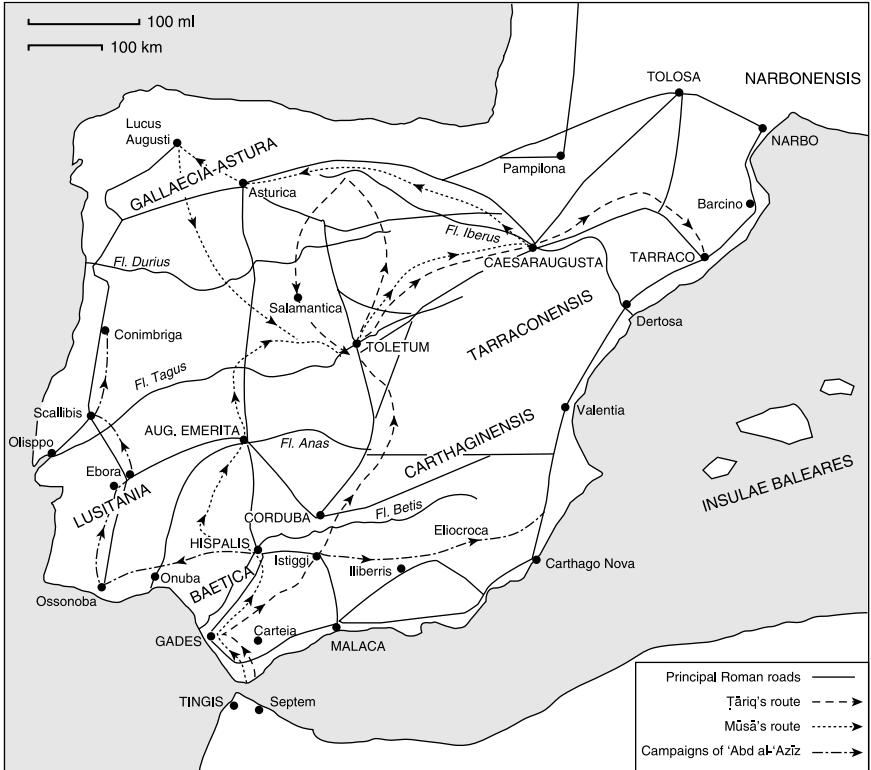 100 ml
100 km
TOLOSA
NARBONENSIS
Lucus
Augusti
NARBO
GALLAECIA-ASTURA
Pampilona
Asturica
Barcino
Fl. Iberus
CAESARAUGUSTA
TARRACO
Fl. Durius
Salamantica
TARRACONENSIS
Dertosa
Conimbriga
TOLETUM
Fl. Tagus
Scallibis
Valentia
AUG. EMERITA
Olisppo
Fl. Anas
CARTHAGINENSIS
Ebora
INSULAE BALEARES
LUSITANIA
CORDUBA
Fl. Betis
Eliocroca
HISPALIS
Istiggi
Iliberris
Carthago Nova
Onuba
BAETICA
Ossonoba
GADES
Carteia
MALACA
TINGIS
Septem
Principal Roman roads
Ṭāriq's route
Mūsā's route
Campaigns of ‘Abd al-‘Azīz